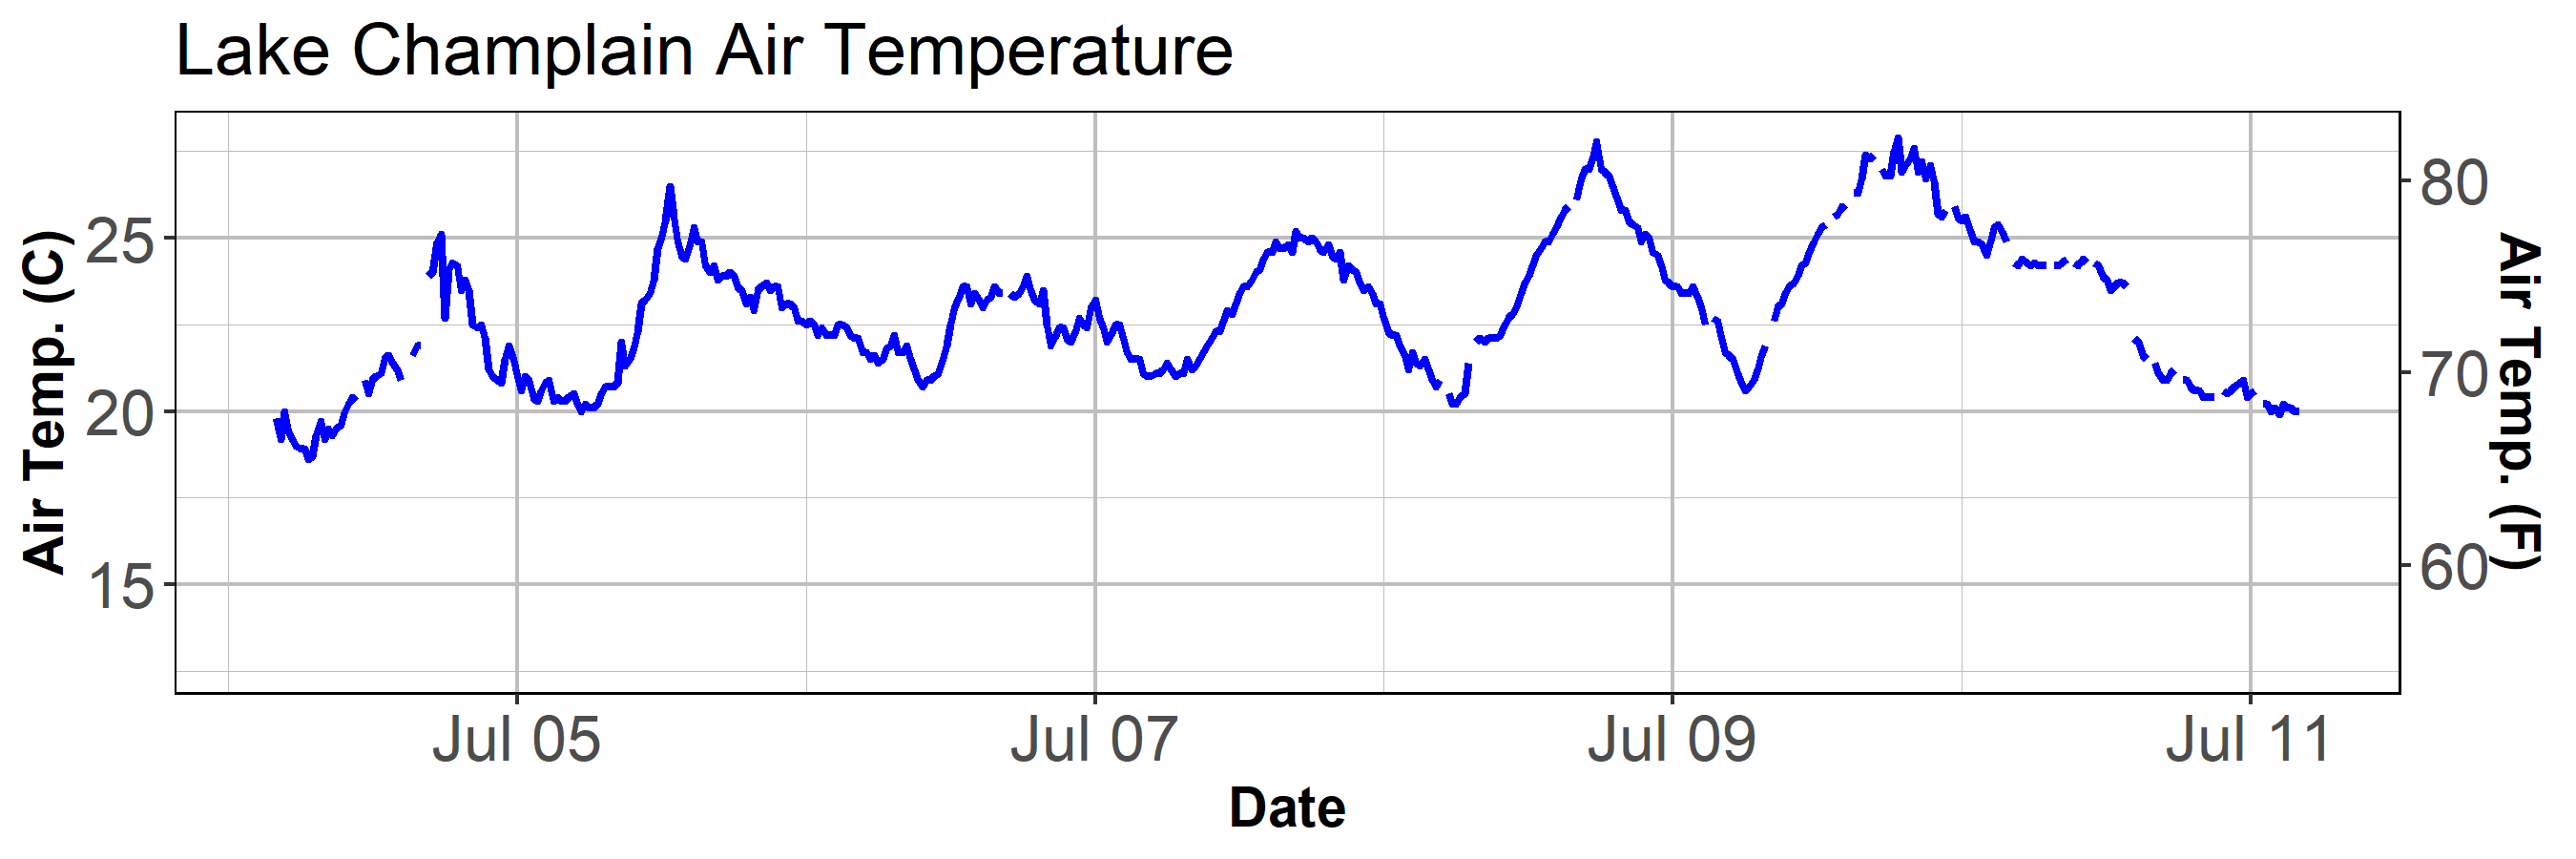 Lake Champlain Air Temperature
Air Temp. (C)
25
20
15
80
70
60
Air Temp. (F)
Jul 05
Jul 07
Jul 09
Jul 11
Date